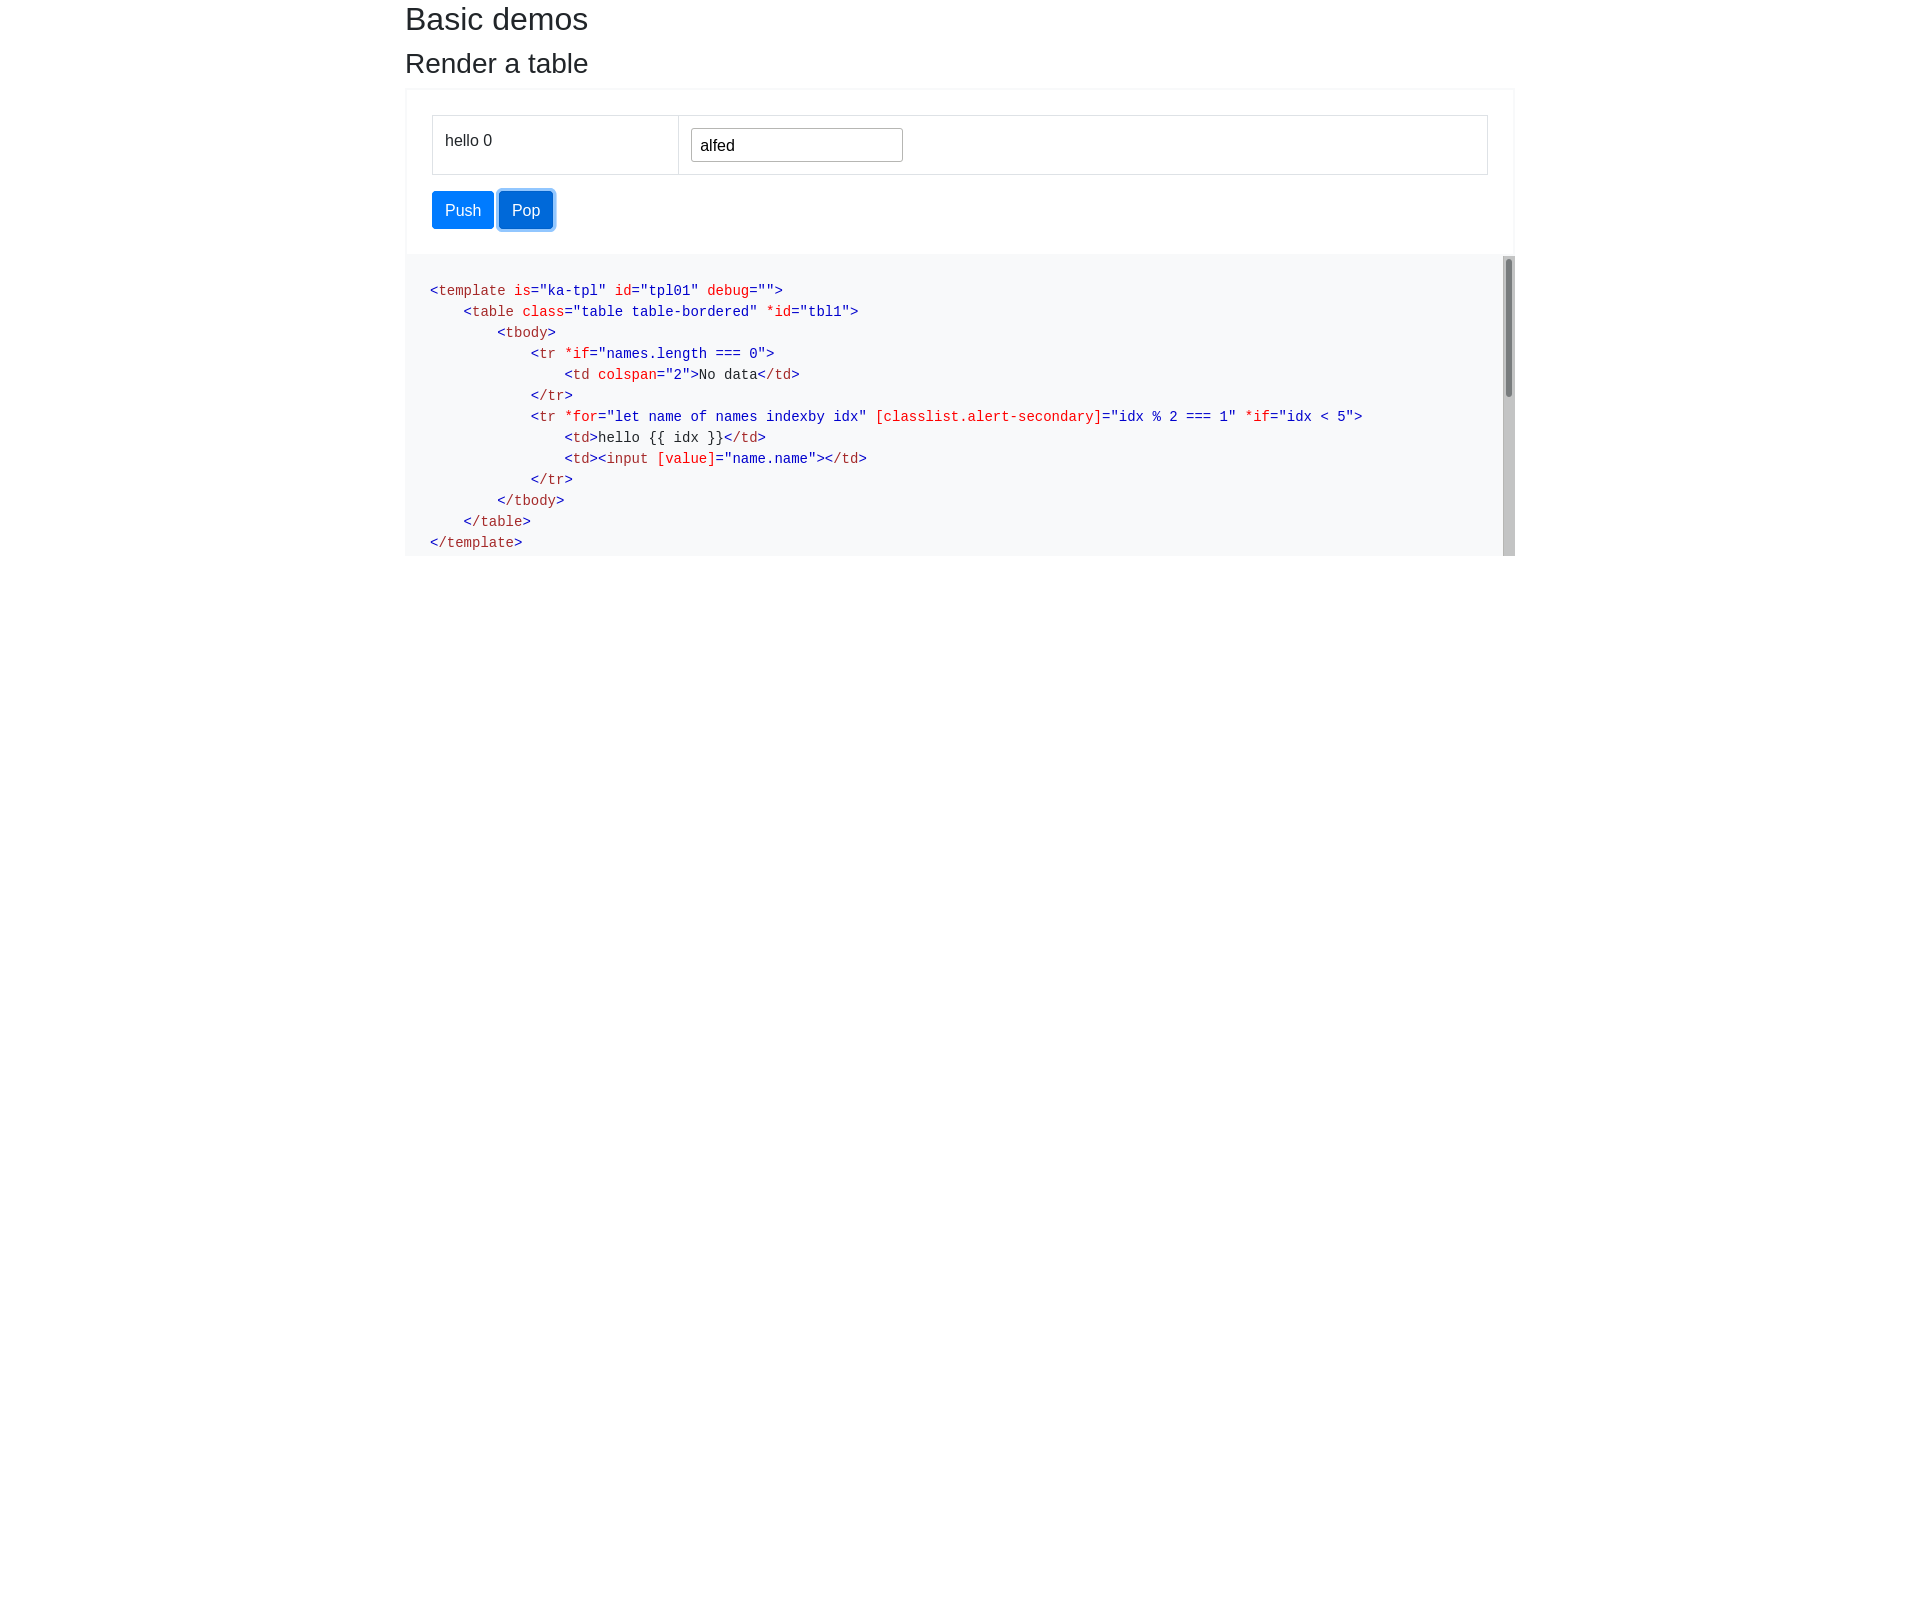 Basic demos
Render a table
hello 0
alfed
Push Pop
<template is="ka-tpl" id="tpl01" debug="">
    <table class="table table-bordered" *id="tbl1">
        <tbody>
            <tr *if="names.length === 0">
                <td colspan="2">No data</td>
            </tr>
            <tr *for="let name of names indexby idx" [classlist.alert-secondary]="idx % 2 === 1" *if="idx < 5">
                <td>hello {{ idx }}</td>
                <td><input [value]="name.name"></td>
            </tr>
        </tbody>
    </table>
</template>